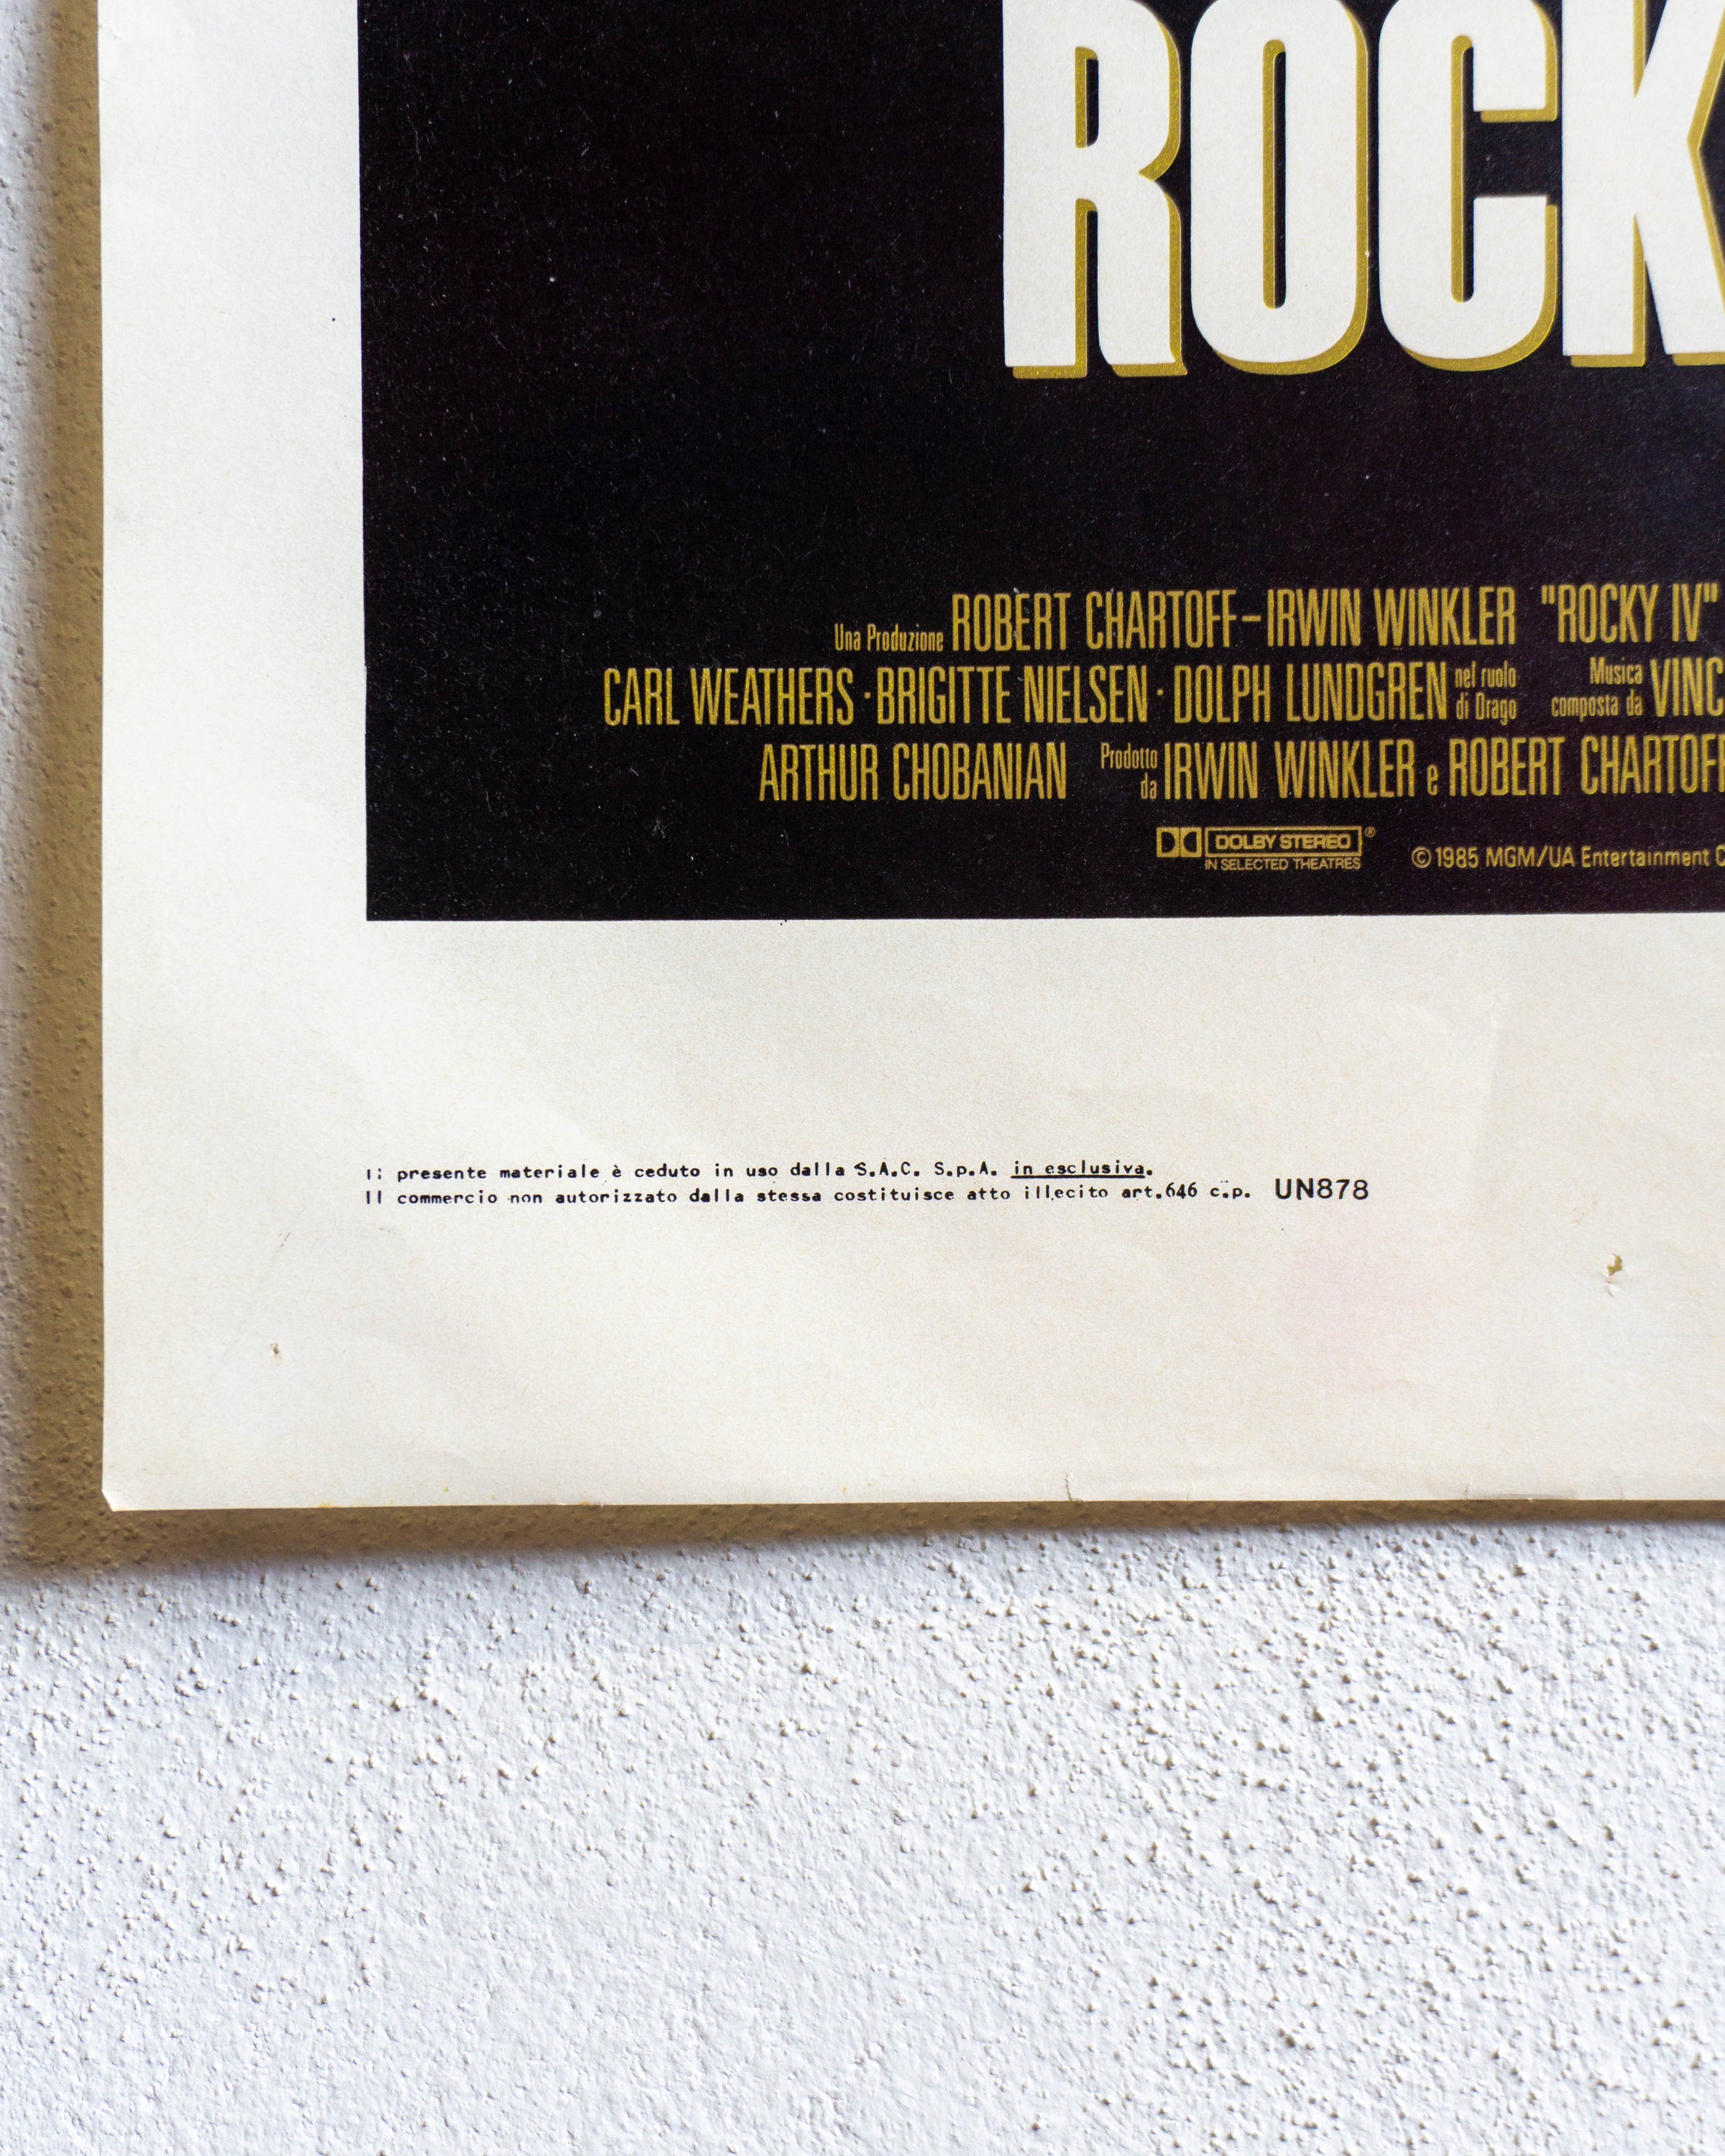 ROCK
Una Produzione ROBERT CHARTOFF-IRWIN WINKLER "ROCKY IV"
CARL WEATHERS · BRIGITTE NIELSEN · DOLPH LUNDGREN nel ruolo di Drago Musica composta da VINC
ARTHUR CHOBANIAN Prodotto da IRWIN WINKLER e ROBERT CHARTOFF
DOLBY STEREO ®
IN SELECTED THEATRES
©1985 MGM/UA Entertainment C
Il presente materiale è ceduto in uso dalla S.A.C. S.p.A. in esclusiva.
Il commercio non autorizzato dalla stessa costituisce atto illecito art.646 c.p. UN878